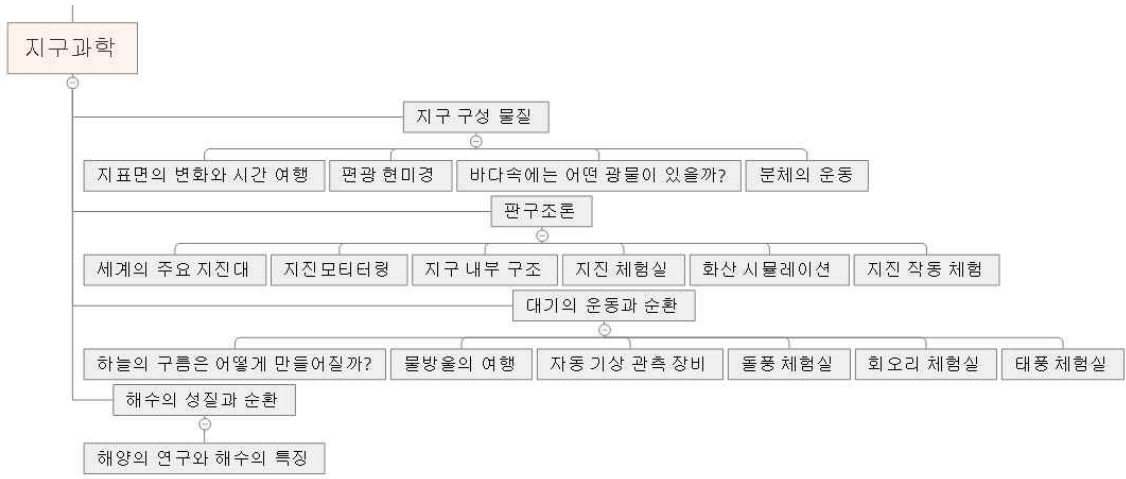 지구과학
지구 구성 물질
지표면의 변화와 시간 여행 편광 현미경 바다속에는 어떤 광물이 있을까? 분체의 운동
판구조론
세계의 주요 지진대 지진모티터링 지구 내부 구조 지진 체험실 화산 시뮬레이션 지진 작동 체험
대기의 운동과 순환
하늘의 구름은 어떻게 만들어질까? 물방울의 여행 자동 기상 관측 장비 돌풍 체험실 회오리 체험실 태풍 체험실
해수의 성질과 순환
해양의 연구와 해수의 특징